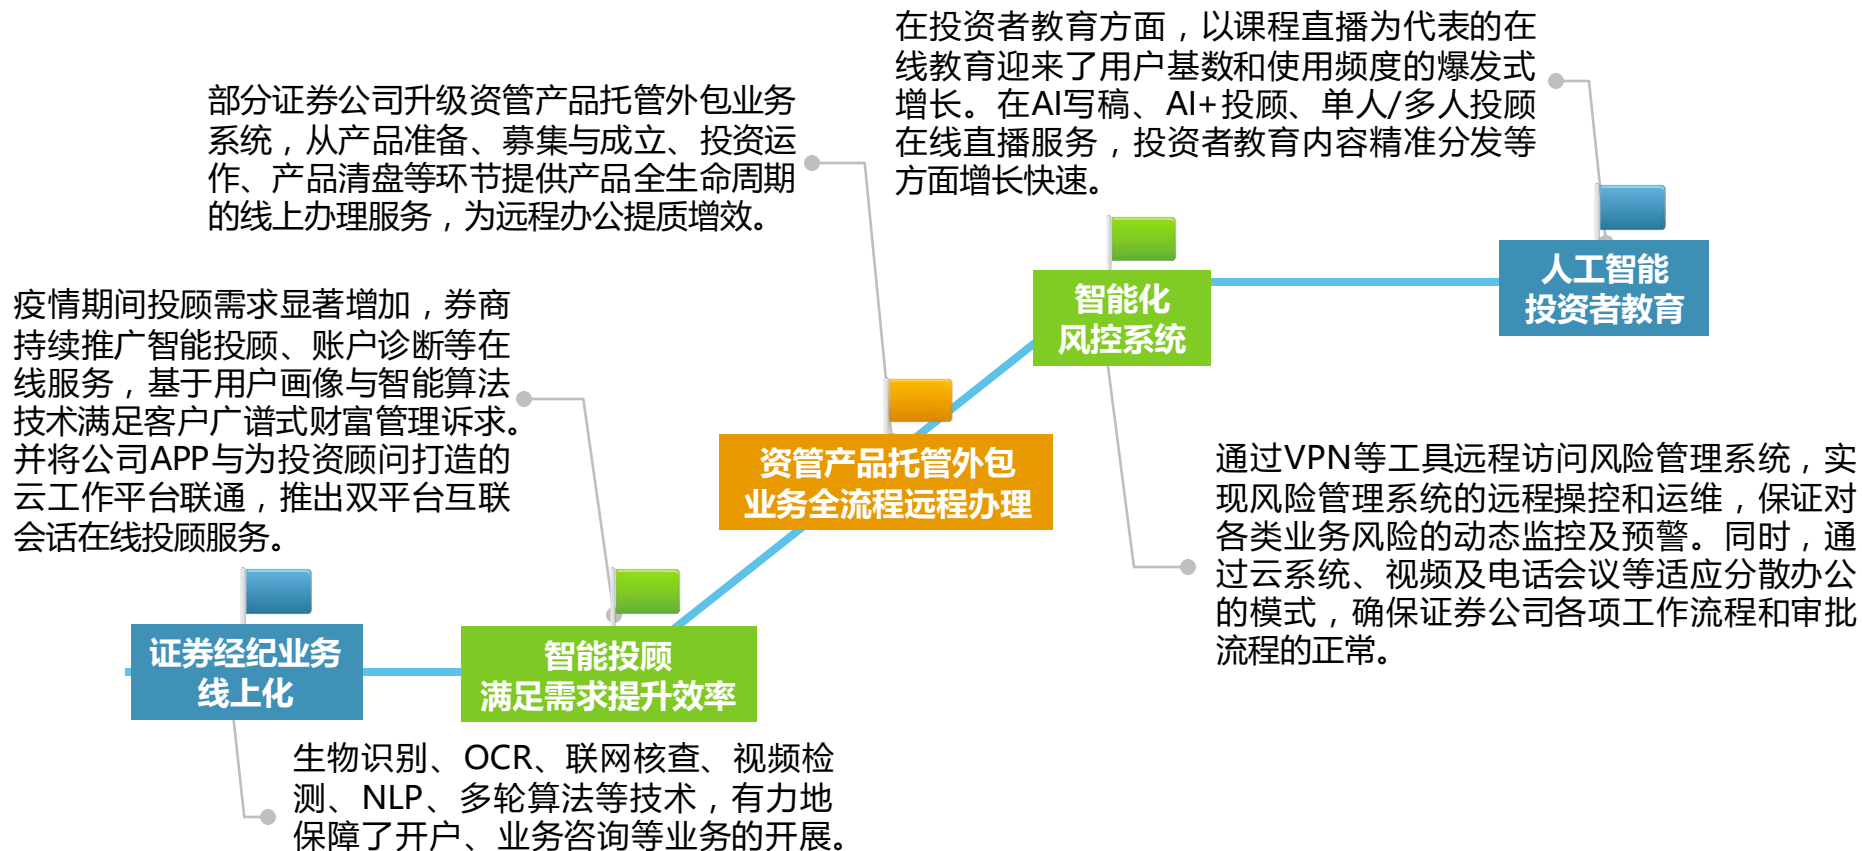 在投资者教育方面，以课程直播为代表的在
线教育迎来了用户基数和使用频度的爆发式
增长。在AI写稿、AI+投顾、单人/多人投顾
在线直播服务，投资者教育内容精准分发等
方面增长快速。
部分证券公司升级资管产品托管外包业务
系统，从产品准备、募集与成立、投资运
作、产品清盘等环节提供产品全生命周期
的线上办理服务，为远程办公提质增效。
人工智能
投资者教育
智能化
风控系统
疫情期间投顾需求显著增加，券商
持续推广智能投顾、账户诊断等在
线服务，基于用户画像与智能算法
技术满足客户广谱式财富管理诉求。
并将公司APP与为投资顾问打造的
云工作平台联通，推出双平台互联
会话在线投顾服务。
资管产品托管外包
业务全流程远程办理
通过VPN等工具远程访问风险管理系统，实
现风险管理系统的远程操控和运维，保证对
各类业务风险的动态监控及预警。同时，通
过云系统、视频及电话会议等适应分散办公
的模式，确保证券公司各项工作流程和审批
流程的正常。
证券经纪业务
线上化
智能投顾
满足需求提升效率
生物识别、OCR、联网核查、视频检
测、NLP、多轮算法等技术，有力地
保障了开户、业务咨询等业务的开展。